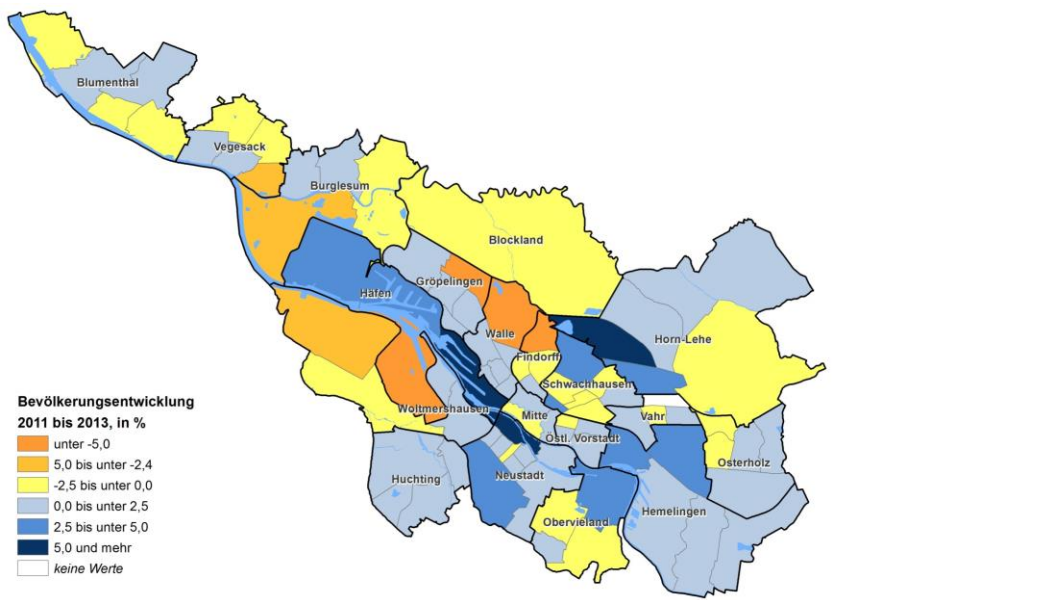 Blumenthal
Vegesack
Burglesum
Blockland
Gröpelingen
Häfen
Walle
Horn-Lehe
Findorff
Schwachhausen
Woltmershausen
Mitte
Vahr
Östl. Vorstadt
Osterholz
Huchting
Neustadt
Hemelingen
Obervieland
Bevölkerungsentwicklung
2011 bis 2013, in %
unter -5,0
5,0 bis unter -2,4
-2,5 bis unter 0,0
0,0 bis unter 2,5
2,5 bis unter 5,0
5,0 und mehr
keine Werte